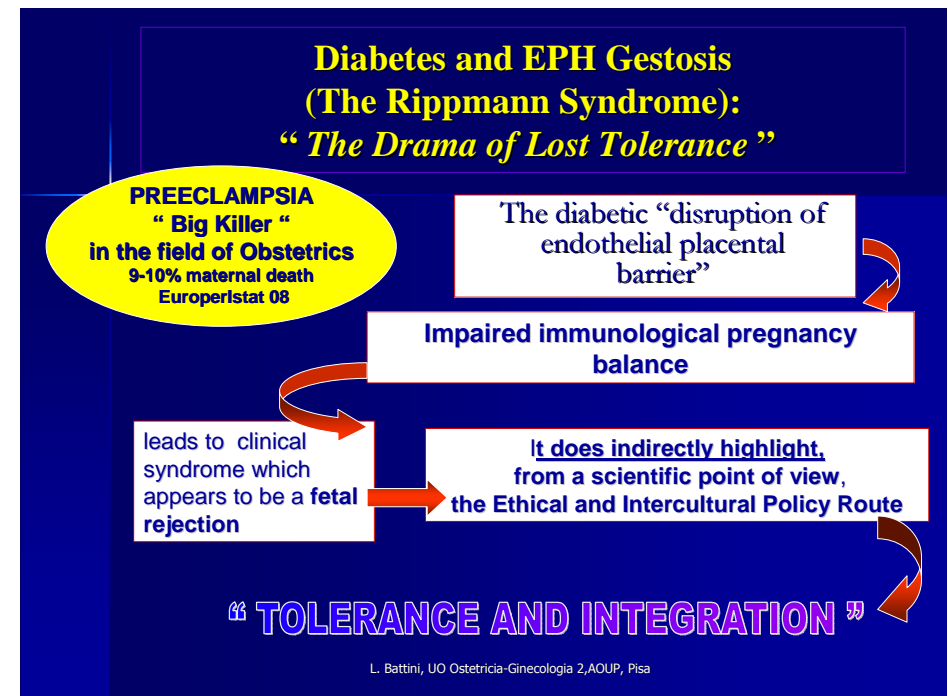 Diabetes and EPH Gestosis
(The Rippmann Syndrome):
“ The Drama of Lost Tolerance ”
PREECLAMPSIA
“ Big Killer “
in the field of Obstetrics
9-10% maternal death
EuroperIstat 08
The diabetic “disruption of
endothelial placental
barrier”
Impaired immunological pregnancy
balance
leads to clinical
syndrome which
appears to be a fetal
rejection
It does indirectly highlight,
from a scientific point of view,
the Ethical and Intercultural Policy Route
“ TOLERANCE AND INTEGRATION ”
L. Battini, UO Ostetricia-Ginecologia 2,AOUP, Pisa